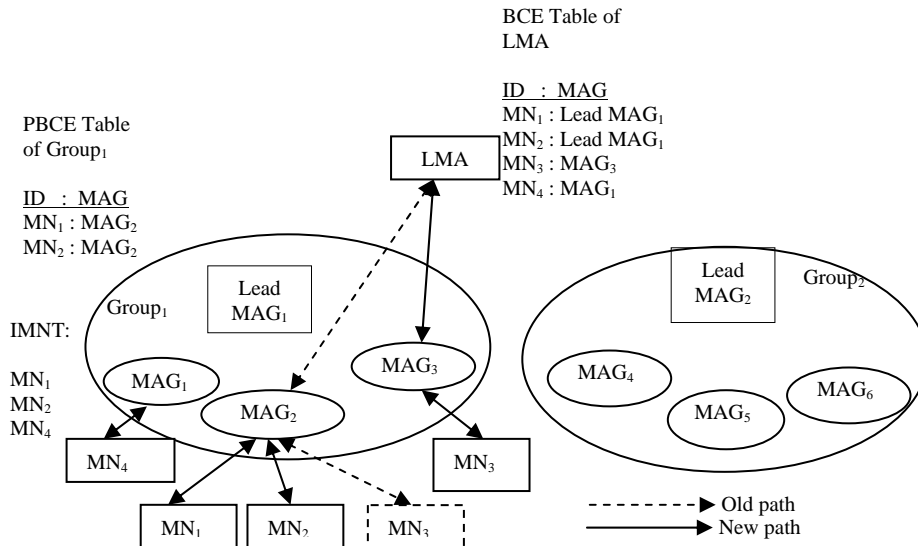 BCE Table of
LMA
ID : MAG
MN₁ : Lead MAG₁
MN₂ : Lead MAG₁
MN₃ : MAG₃
MN₄ : MAG₁
PBCE Table
of Group₁
ID : MAG
MN₁ : MAG₂
MN₂ : MAG₂
LMA
Group₁
Lead
MAG₁
Lead
MAG₂
Group₂
IMNT:
MN₁
MN₂
MN₄
MAG₁
MAG₂
MAG₃
MAG₄
MAG₅
MAG₆
MN₄
MN₃
MN₁
MN₂
MN₃
Old path
New path